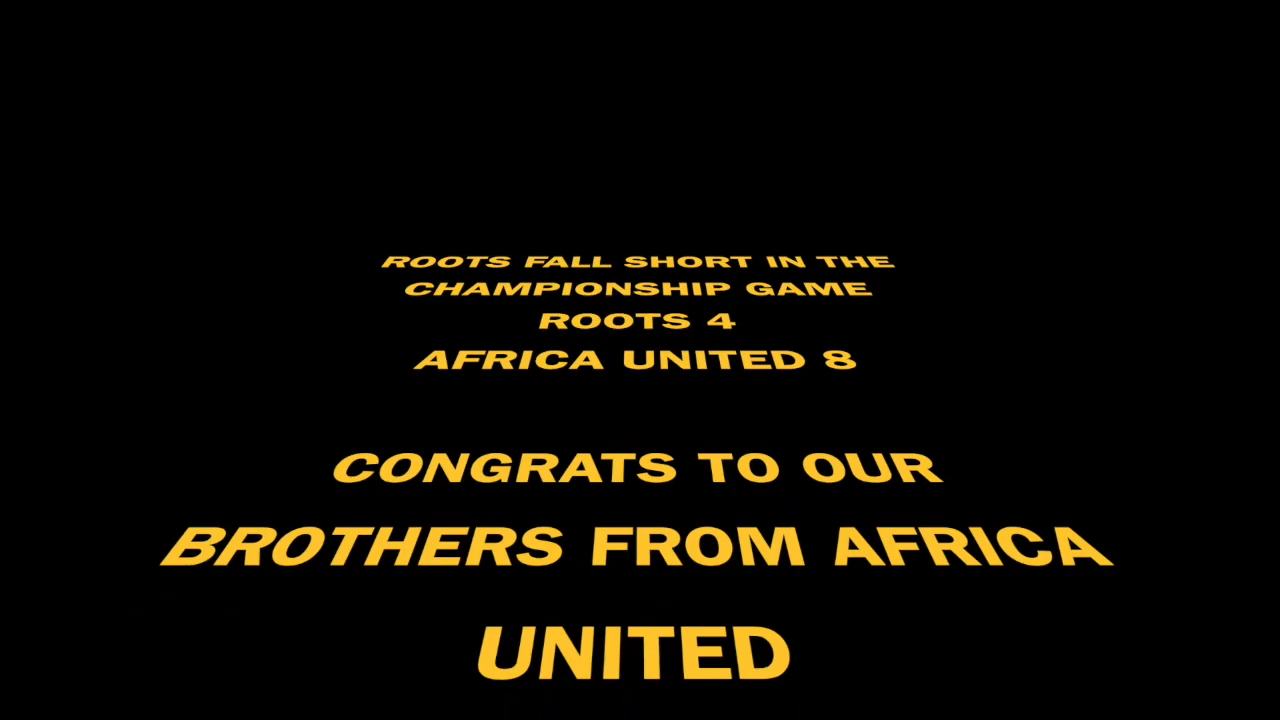 ROOTS FALL SHORT IN THE
CHAMPIONSHIP GAME
ROOTS 4
AFRICA UNITED 8
CONGRATS TO OUR
BROTHERS FROM AFRICA
UNITED